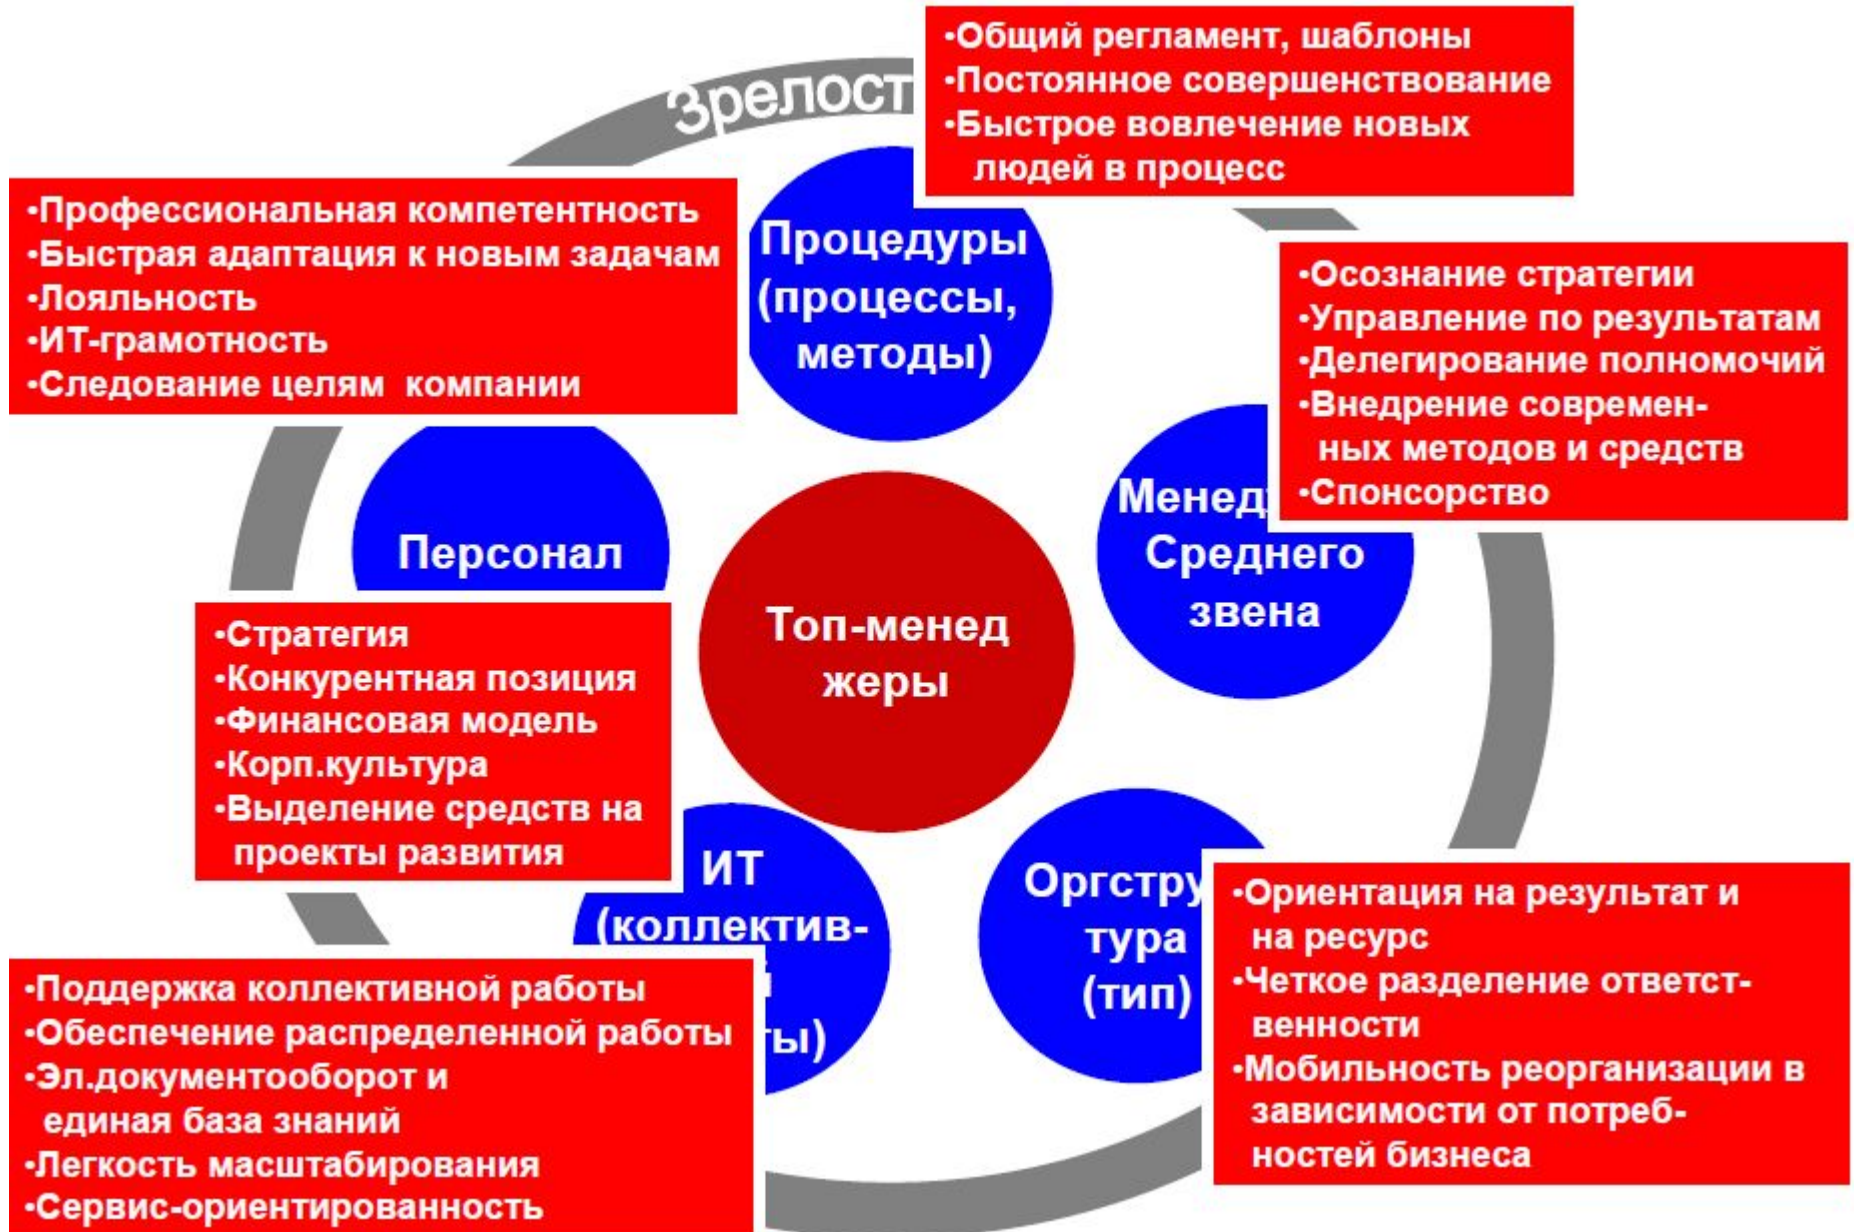 Зрелост
•Общий регламент, шаблоны
•Постоянное совершенствование
•Быстрое вовлечение новых
людей в процесс
•Профессиональная компетентность
•Быстрая адаптация к новым задачам
•Лояльность
•ИТ-грамотность
•Следование целям компании
Процедуры
(процессы,
методы)
•Осознание стратегии
•Управление по результатам
•Делегирование полномочий
•Внедрение современ-
ных методов и средств
•Спонсорство
Персонал
Менед
Среднего
звена
Топ-менед
жеры
•Стратегия
•Конкурентная позиция
•Финансовая модель
•Корп.культура
•Выделение средств на
проекты развития
ИТ
(коллектив-
ты)
Оргстру
тура
(тип)
•Ориентация на результат и
на ресурс
•Четкое разделение ответст-
венности
•Мобильность реорганизации в
зависимости от потреб-
ностей бизнеса
•Поддержка коллективной работы
•Обеспечение распределенной работы
•Эл.документооборот и
единая база знаний
•Легкость масштабирования
•Сервис-ориентированность